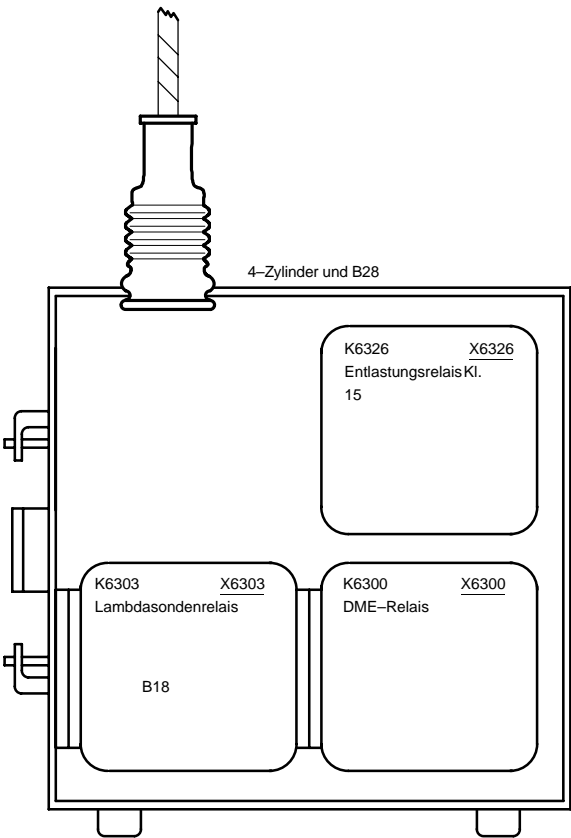 4–Zylinder und B28
K6326 X6326
Entlastungsrelais Kl.
15
K6303 X6303
Lambdasondenrelais
B18
K6300 X6300
DME–Relais